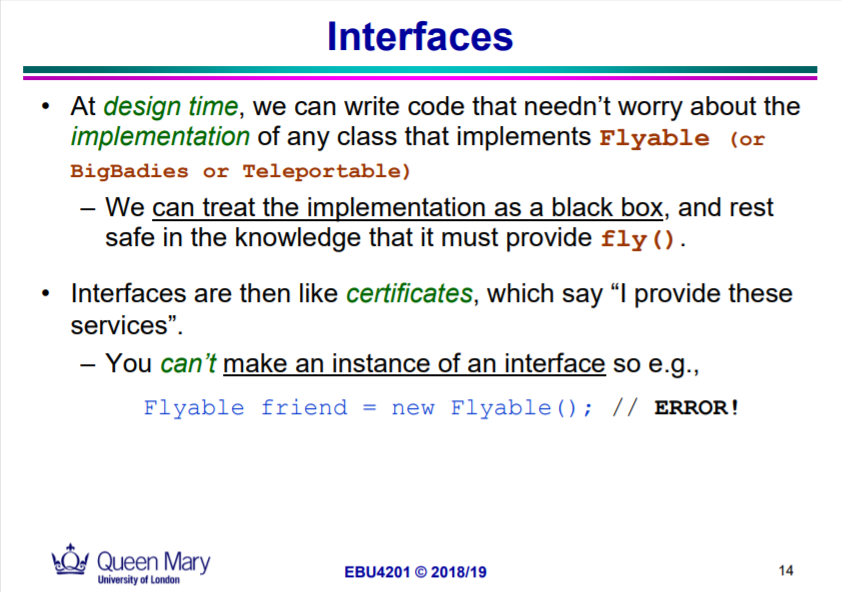 Interfaces
• At design time, we can write code that needn’t worry about the
implementation of any class that implements Flyable (or
BigBadies or Teleportable)
– We can treat the implementation as a black box, and rest
safe in the knowledge that it must provide fly().
• Interfaces are then like certificates, which say “I provide these
services”.
– You can’t make an instance of an interface so e.g.,
Flyable friend = new Flyable(); // ERROR!
Queen Mary
University of London
EBU4201 © 2018/19
14